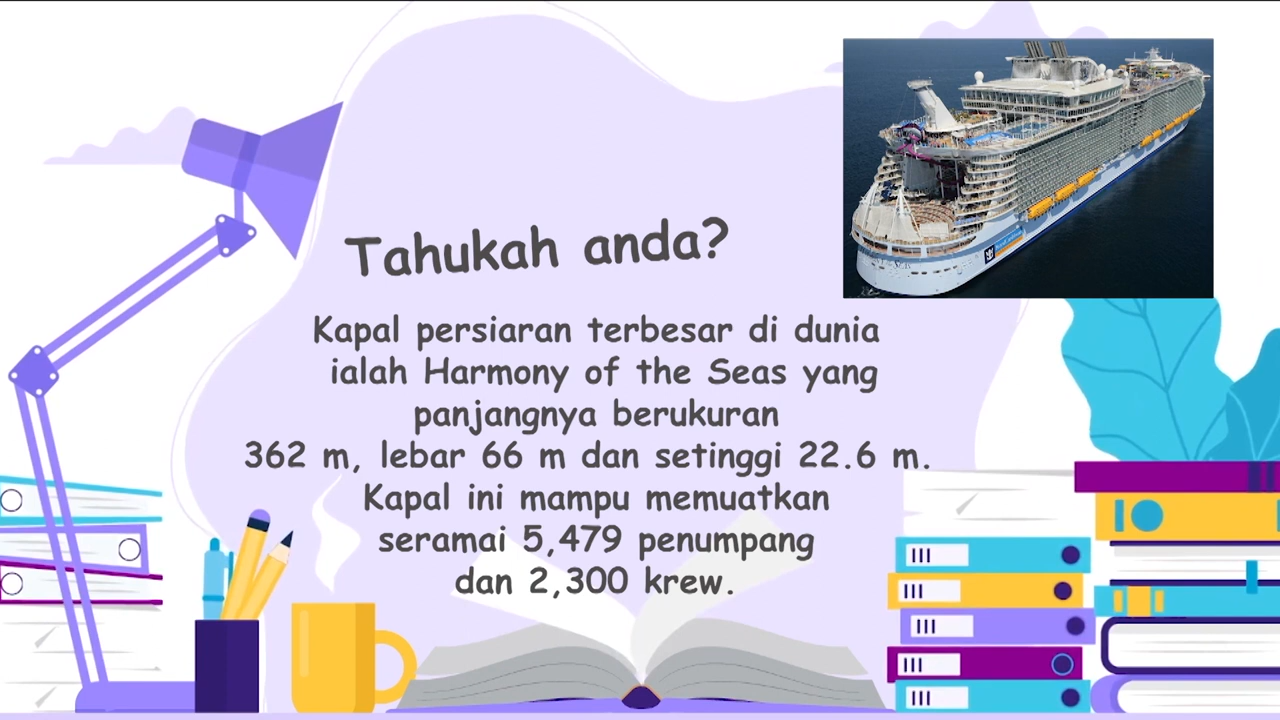 Tahukah anda?
Kapal persiaran terbesar di dunia
ialah Harmony of the Seas yang
panjangnya berukuran
362 m, lebar 66 m dan setinggi 22.6 m.
Kapal ini mampu memuatkan
seramai 5,479 penumpang
dan 2,300 krew.